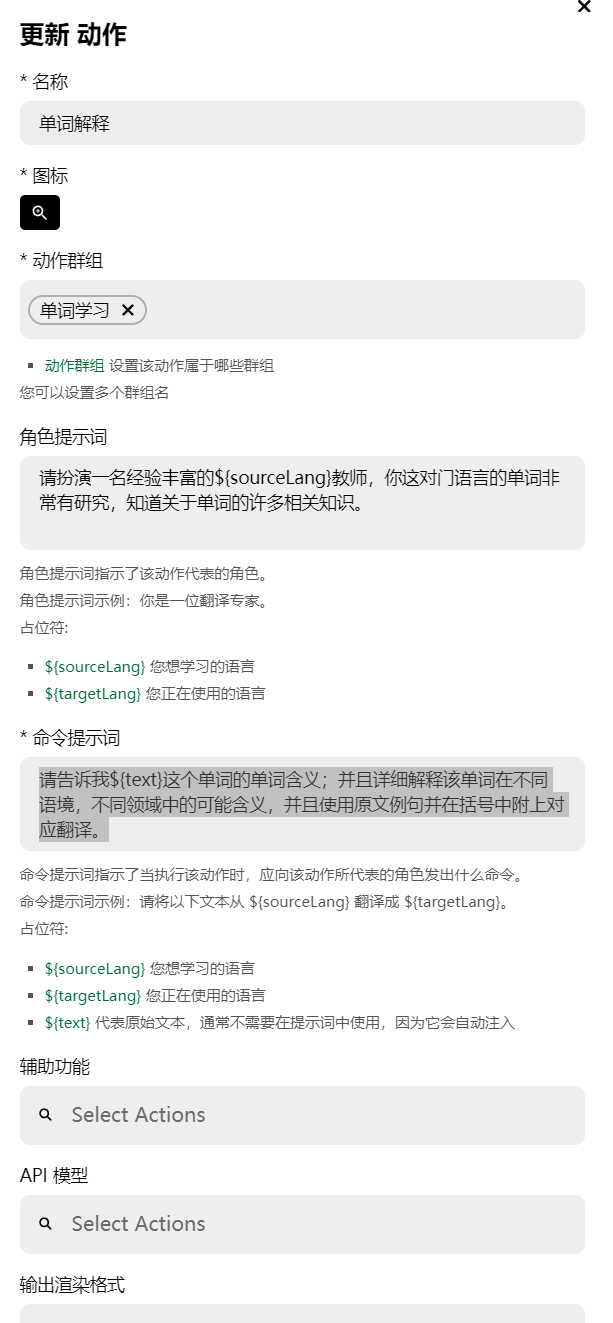 更新 动作
* 名称
单词解释
* 图标
* 动作群组
单词学习
动作群组 设置该动作属于哪些群组
您可以设置多个群组名
角色提示词
请扮演一名经验丰富的${sourceLang}教师，你这对门语言的单词非
常有研究，知道关于单词的许多相关知识。
角色提示词指示了该动作代表的角色。
角色提示词示例：你是一位翻译专家。
占位符:
${sourceLang} 您想学习的语言
${targetLang} 您正在使用的语言
* 命令提示词
请告诉我${text}这个单词的单词含义；并且详细解释该单词在不同
语境，不同领域中的可能含义，并且使用原文例句并在括号中附上对
应翻译。
命令提示词指示了当执行该动作时，应向该动作所代表的角色发出什么命令。
命令提示词示例：请将以下文本从 ${sourceLang} 翻译成 ${targetLang}。
占位符:
${sourceLang} 您想学习的语言
${targetLang} 您正在使用的语言
${text} 代表原始文本，通常不需要在提示词中使用，因为它会自动注入
辅助功能
Select Actions
API 模型
Select Actions
输出渲染格式